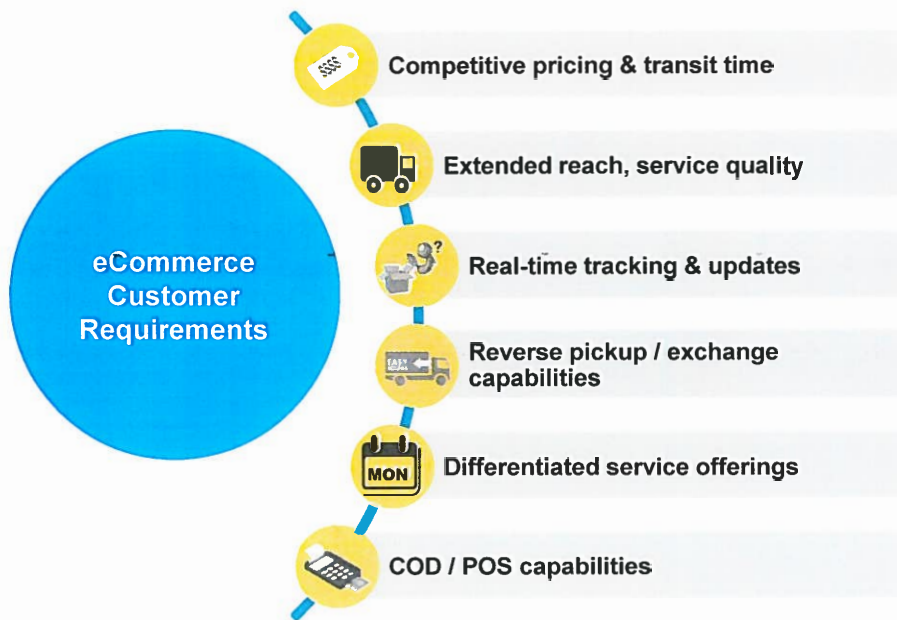 eCommerce
Customer
Requirements
$$$$
Competitive pricing & transit time
Extended reach, service quality
?
Real-time tracking & updates
EASY
Reverse pickup / exchange
capabilities
MON
Differentiated service offerings
COD / POS capabilities